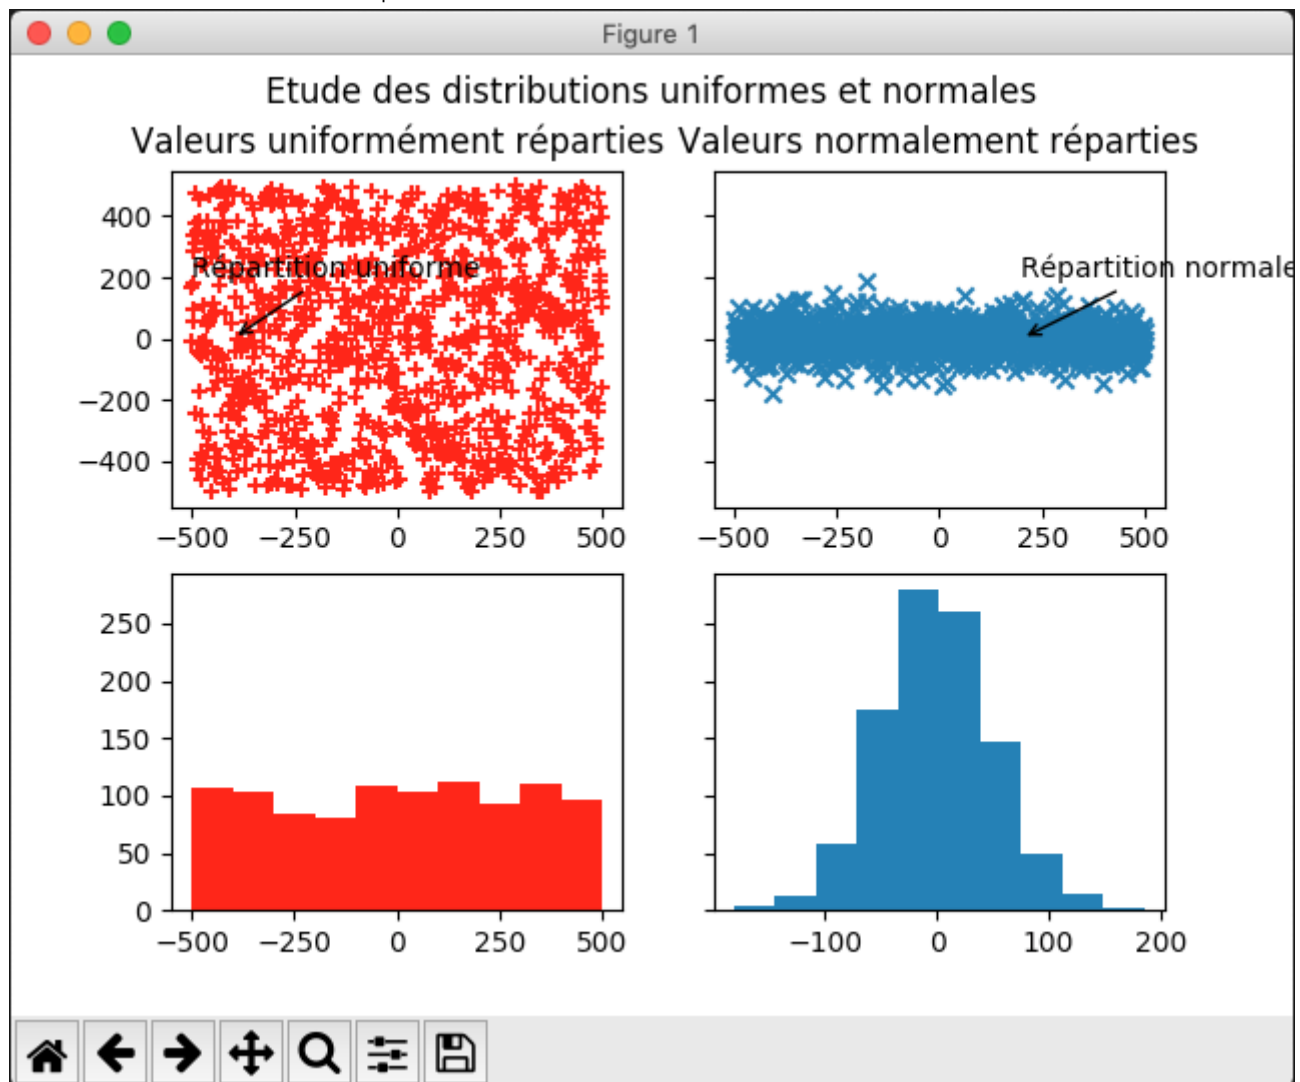 Figure 1
Etude des distributions uniformes et normales
Valeurs uniformément réparties
Valeurs normalement réparties
400
200
0
−200
−400
Répartition uniforme
Répartition normale
−500 −250 0 250 500
−500 −250 0 250 500
250
200
150
100
50
0
−500 −250 0 250 500
−100 0 100 200